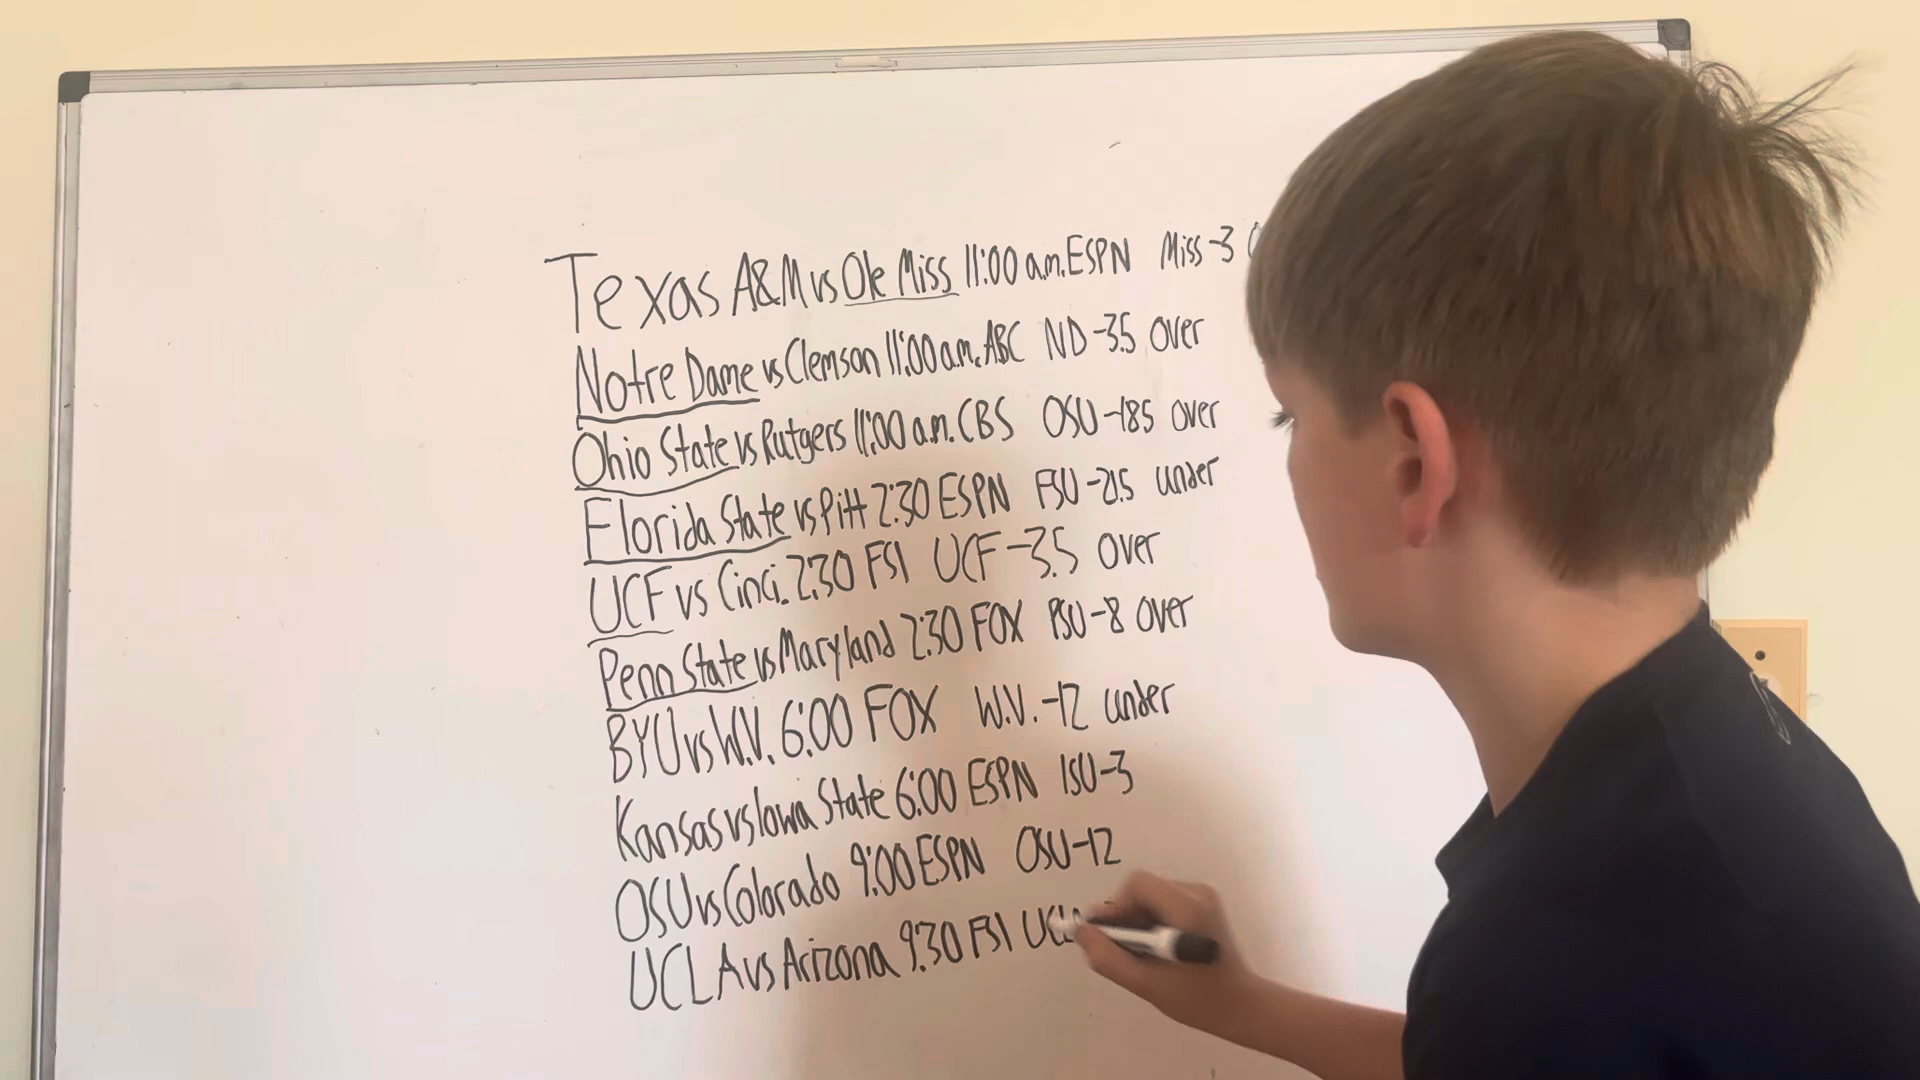 Texas A&M vs Ole Miss 11:00 a.m. ESPN Miss -3
Notre Dame vs Clemson 11:00 a.m. ABC ND -3.5 over
Ohio State vs Rutgers 11:00 a.m. CBS OSU -18.5 over
Florida State vs Pitt 2:30 ESPN FSU -21.5 under
UCF vs Cinci. 2:30 FS1 UCF -3.5 over
Penn State vs Maryland 2:30 FOX PSU -8 over
BYU vs W.V. 6:00 FOX W.V. -12 under
Kansas vs Iowa State 6:00 ESPN ISU -3
OSU vs Colorado 9:00 ESPN OSU -12
UCLA vs Arizona 9:30 FS1